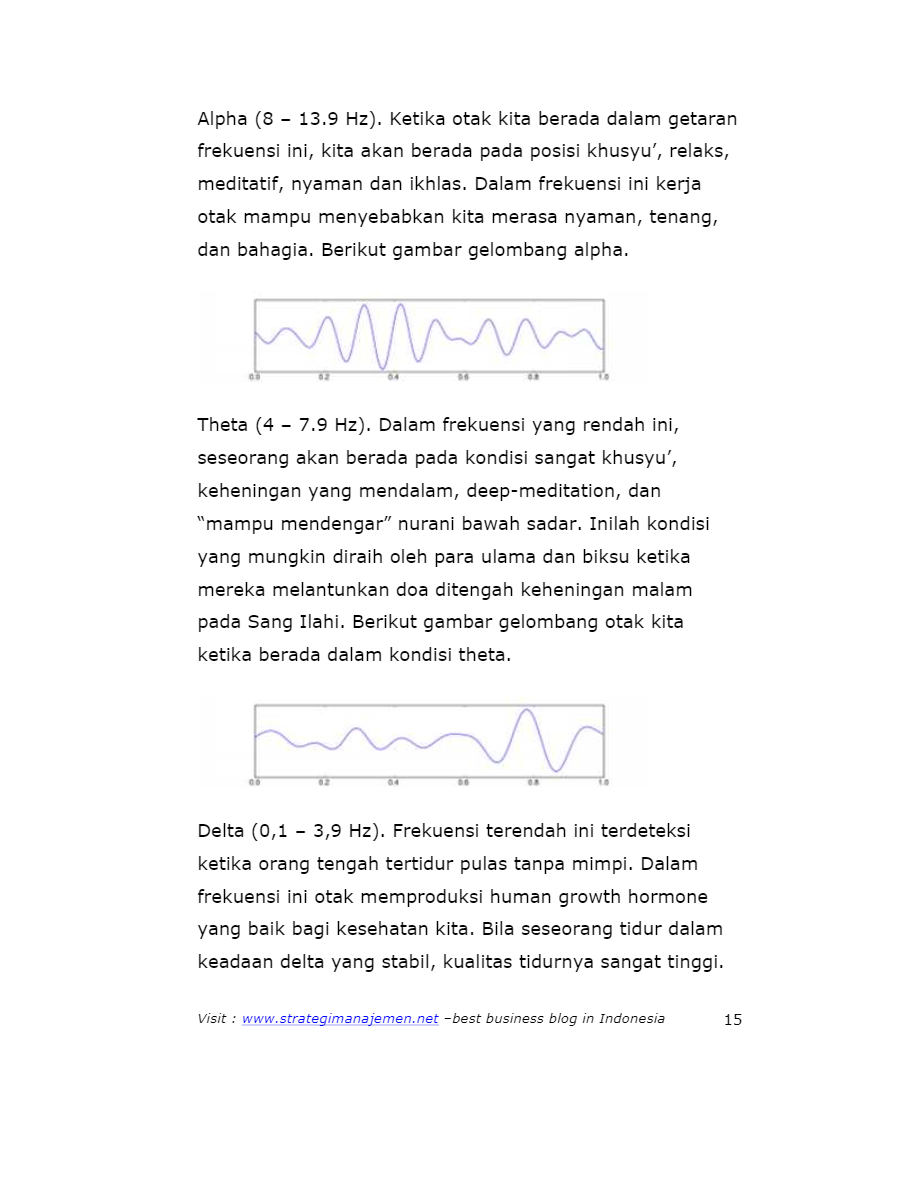 Alpha (8 – 13.9 Hz). Ketika otak kita berada dalam getaran
frekuensi ini, kita akan berada pada posisi khusyu’, relaks,
meditatif, nyaman dan ikhlas. Dalam frekuensi ini kerja
otak mampu menyebabkan kita merasa nyaman, tenang,
dan bahagia. Berikut gambar gelombang alpha.
0.0 0.2 0.4 0.6 0.8 1.0
Theta (4 – 7.9 Hz). Dalam frekuensi yang rendah ini,
seseorang akan berada pada kondisi sangat khusyu’,
keheningan yang mendalam, deep-meditation, dan
“mampu mendengar” nurani bawah sadar. Inilah kondisi
yang mungkin diraih oleh para ulama dan biksu ketika
mereka melantunkan doa ditengah keheningan malam
pada Sang Ilahi. Berikut gambar gelombang otak kita
ketika berada dalam kondisi theta.
0.0 0.2 0.4 0.6 0.8 1.0
Delta (0,1 – 3,9 Hz). Frekuensi terendah ini terdeteksi
ketika orang tengah tertidur pulas tanpa mimpi. Dalam
frekuensi ini otak memproduksi human growth hormone
yang baik bagi kesehatan kita. Bila seseorang tidur dalam
keadaan delta yang stabil, kualitas tidurnya sangat tinggi.
Visit : www.strategimanajemen.net –best business blog in Indonesia 15